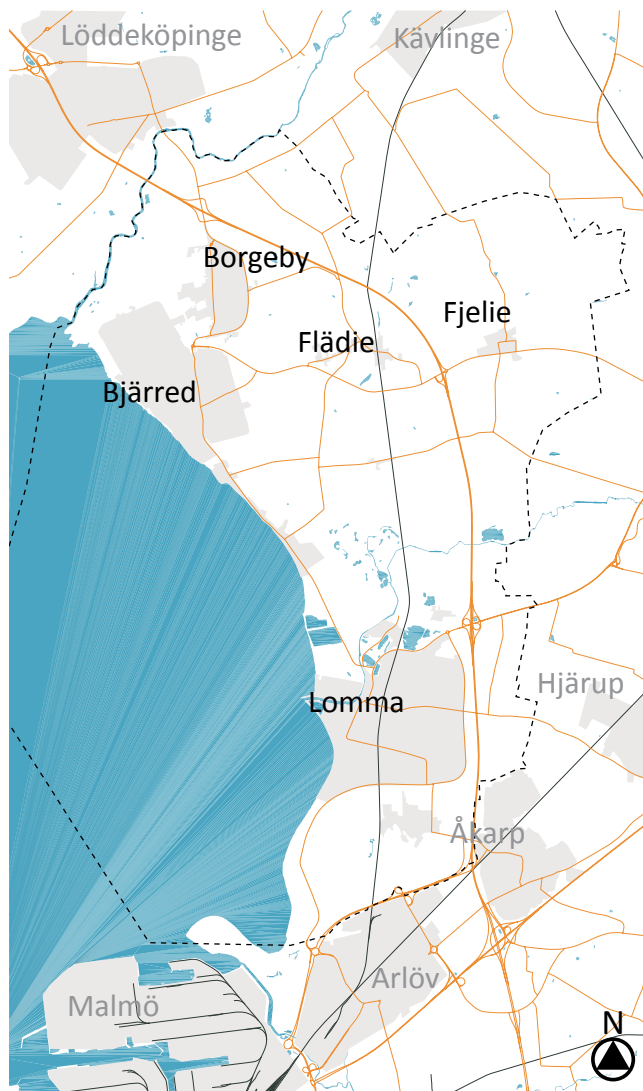 Löddeköpinge
Kävlinge
Borgeby
Fjelie
Flädie
Bjärred
Hjärup
Lomma
Åkarp
Arlöv
Malmö
N